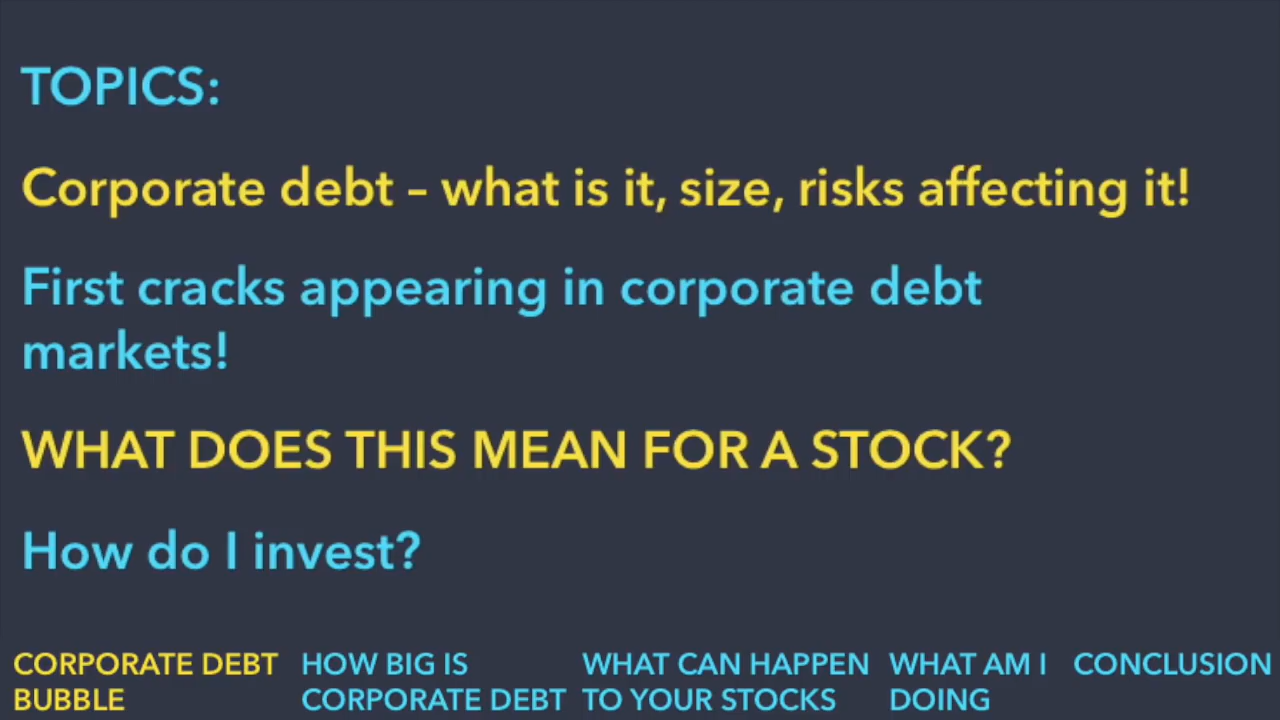 TOPICS:
Corporate debt – what is it, size, risks affecting it!
First cracks appearing in corporate debt
markets!
WHAT DOES THIS MEAN FOR A STOCK?
How do I invest?
CORPORATE DEBT
BUBBLE
HOW BIG IS
CORPORATE DEBT
WHAT CAN HAPPEN
TO YOUR STOCKS
WHAT AM I
DOING
CONCLUSION